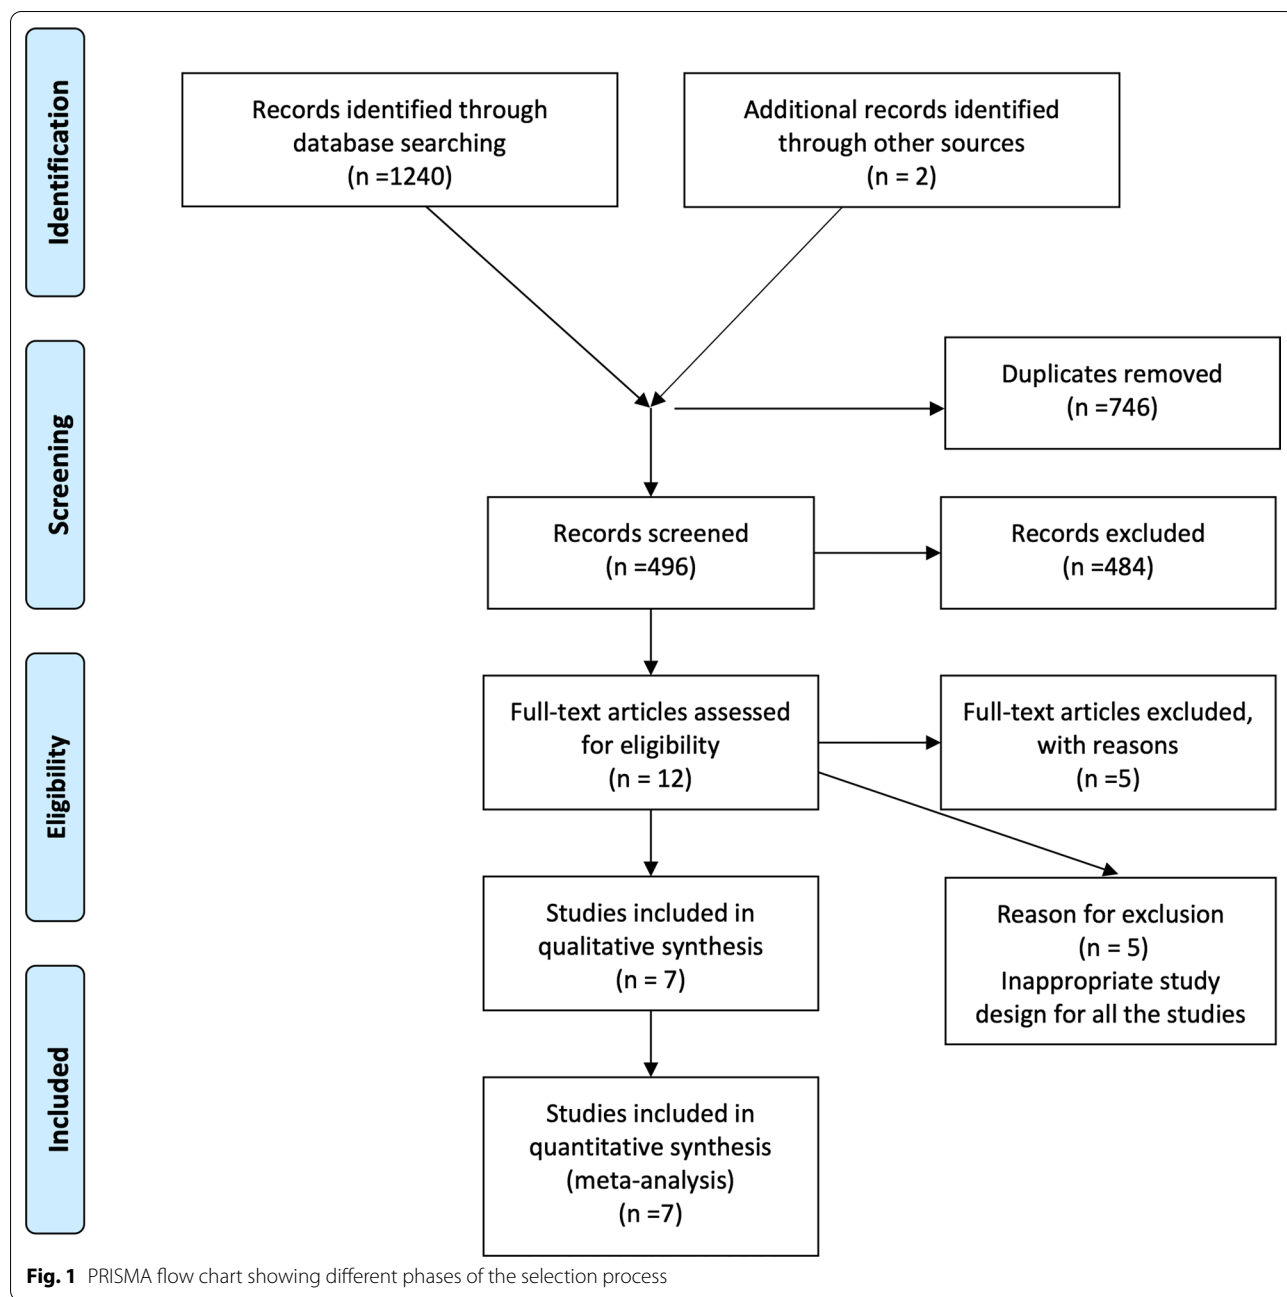 Identification
Records identified through
database searching
(n =1240)
Additional records identified
through other sources
(n = 2)
Screening
Duplicates removed
(n =746)
Records screened
(n =496)
Records excluded
(n =484)
Eligibility
Full-text articles assessed
for eligibility
(n = 12)
Full-text articles excluded,
with reasons
(n =5)
Studies included in
qualitative synthesis
(n = 7)
Reason for exclusion
(n = 5)
Inappropriate study
design for all the studies
Included
Studies included in
quantitative synthesis
(meta-analysis)
(n =7)
Fig. 1 PRISMA flow chart showing different phases of the selection process